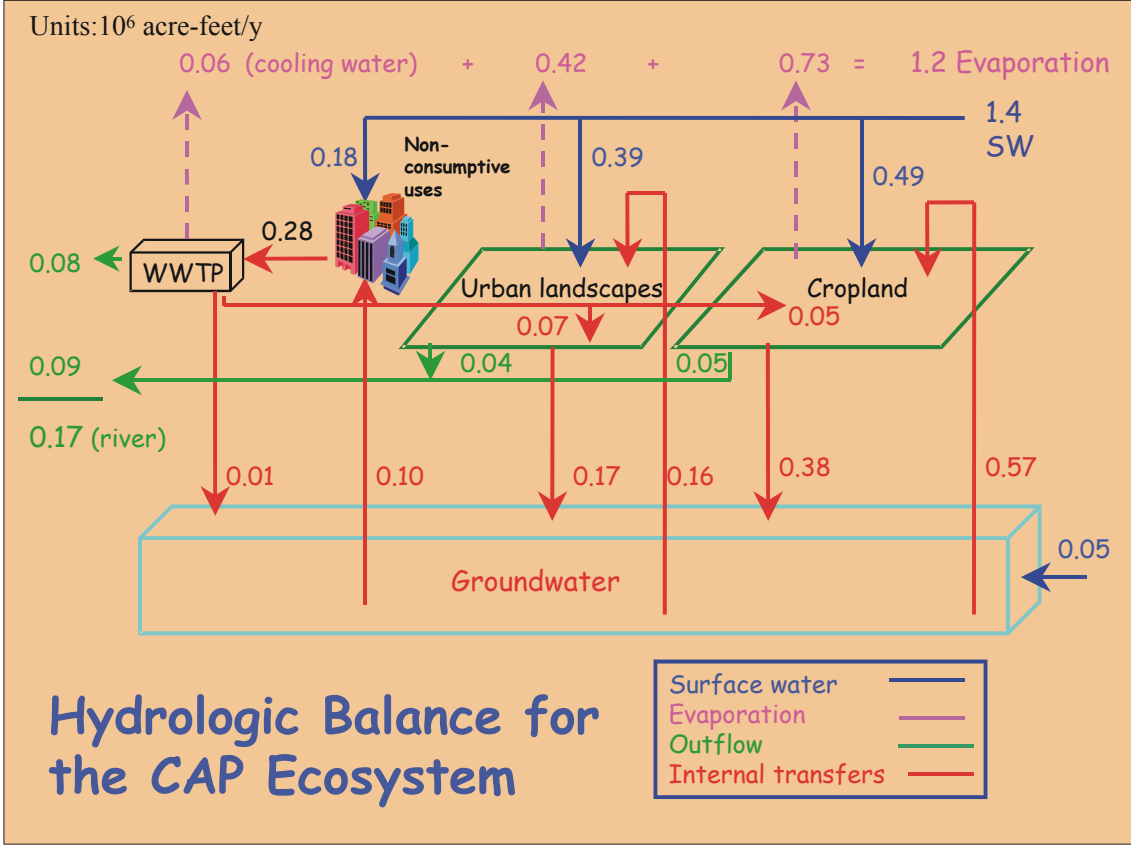 Units:10⁶ acre-feet/y
0.06 (cooling water) + 0.42 + 0.73 = 1.2 Evaporation
1.4
SW
Non-
consumptive
uses
0.18
0.39
0.49
0.28
0.08
WWTP
Urban landscapes
Cropland
0.07
0.05
0.09
0.04
0.05
0.17 (river)
0.01
0.10
0.17
0.16
0.38
0.57
0.05
Groundwater
Hydrologic Balance for
the CAP Ecosystem
Surface water
Evaporation
Outflow
Internal transfers